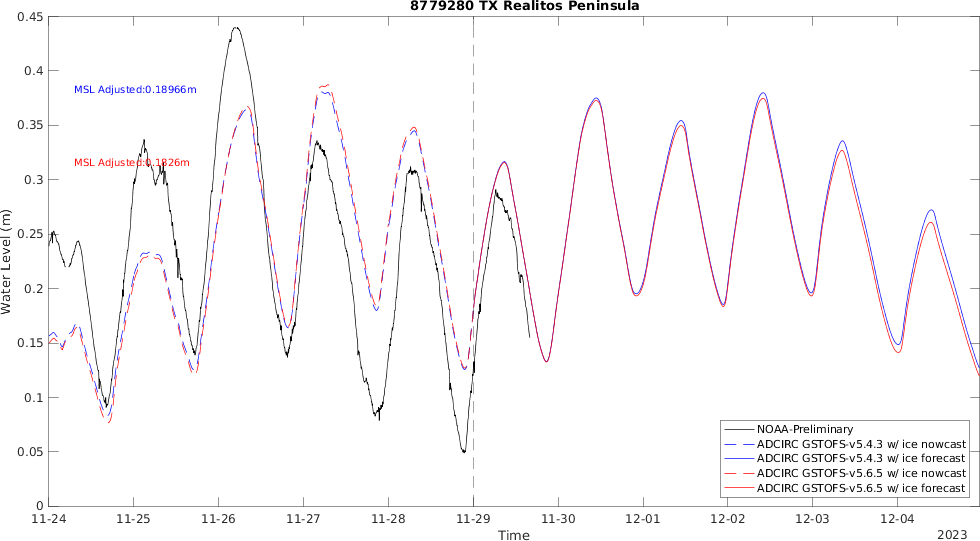 8779280 TX Realitos Peninsula
0.45
0.4
0.35
0.3
0.25
0.2
0.15
0.1
0.05
0
Water Level (m)
MSL Adjusted:0.18966m
MSL Adjusted:0.1826m
NOAA-Preliminary
ADCIRC GSTOFS-v5.4.3 w/ ice nowcast
ADCIRC GSTOFS-v5.4.3 w/ ice forecast
ADCIRC GSTOFS-v5.6.5 w/ ice nowcast
ADCIRC GSTOFS-v5.6.5 w/ ice forecast
11-24 11-25 11-26 11-27 11-28 11-29 11-30 12-01 12-02 12-03 12-04
Time
2023